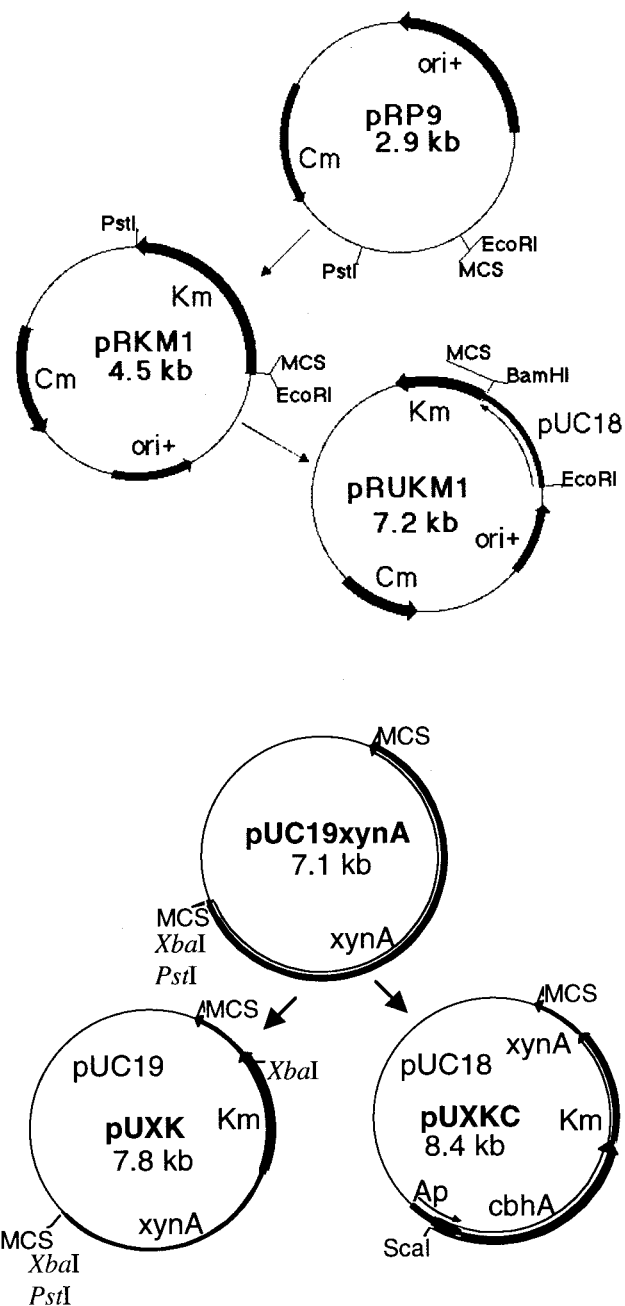 ori+
pRP9
2.9 kb
Cm
EcoRI
MCS
PstI
PstI
Km
pRKM1
4.5 kb
MCS
EcoRI
Cm
ori+
MCS
BamHI
Km
pUC18
pRUKM1
7.2 kb
EcoRI
ori+
Cm
MCS
pUC19xynA
7.1 kb
MCS
XbaI
PstI
xynA
MCS
pUC19
XbaI
Km
pUXK
7.8 kb
xynA
MCS
XbaI
PstI
MCS
xynA
pUC18
Km
pUXKC
8.4 kb
Ap
cbhA
ScaI